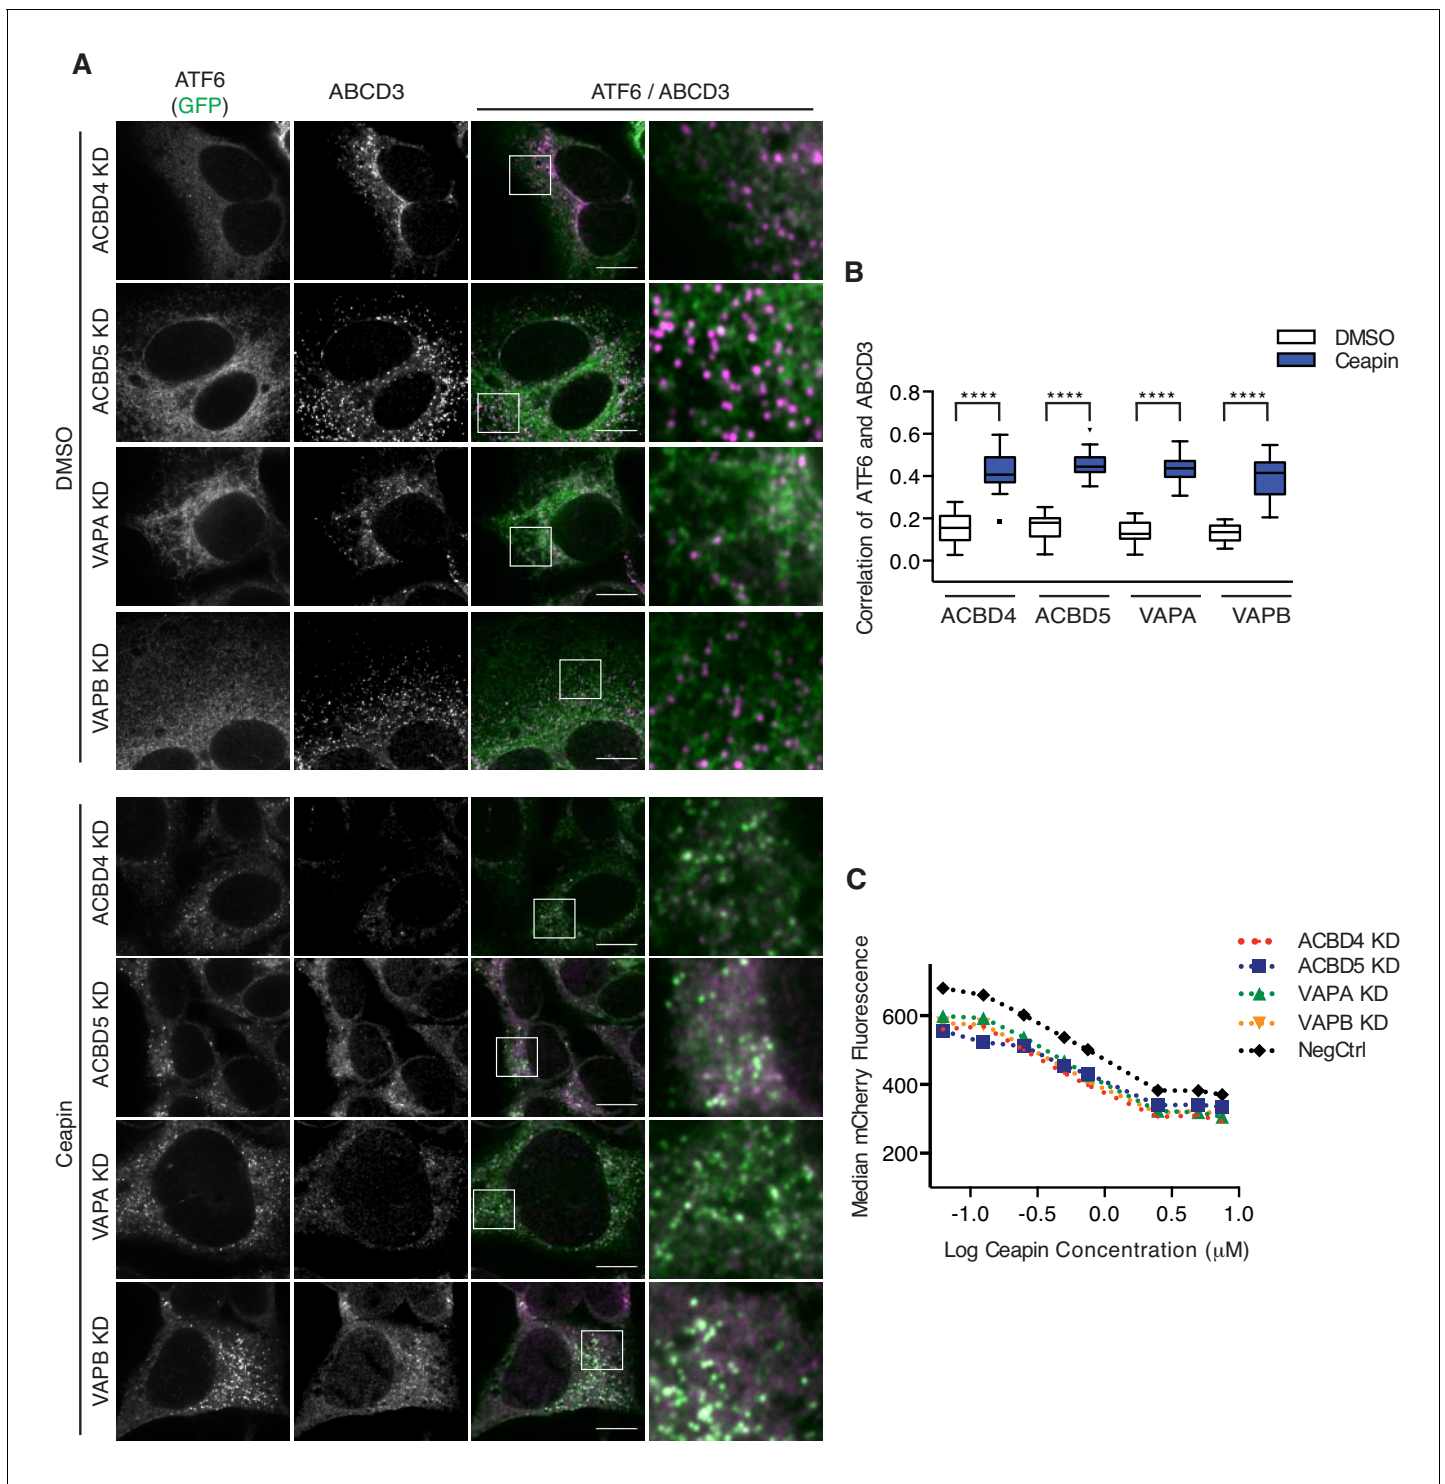 A
ATF6
(GFP)
ABCD3
ATF6 / ABCD3
DMSO
ACBD4 KD
ACBD5 KD
VAPA KD
VAPB KD
Ceapin
ACBD4 KD
ACBD5 KD
VAPA KD
VAPB KD
B
DMSO
Ceapin
Correlation of ATF6 and ABCD3
0.8
0.6
0.4
0.2
0.0
**** **** **** ****
ACBD4 ACBD5 VAPA VAPB
C
ACBD4 KD
ACBD5 KD
VAPA KD
VAPB KD
NegCtrl
Median mCherry Fluorescence
600
400
200
-1.0 -0.5 0.0 0.5 1.0
Log Ceapin Concentration (μM)